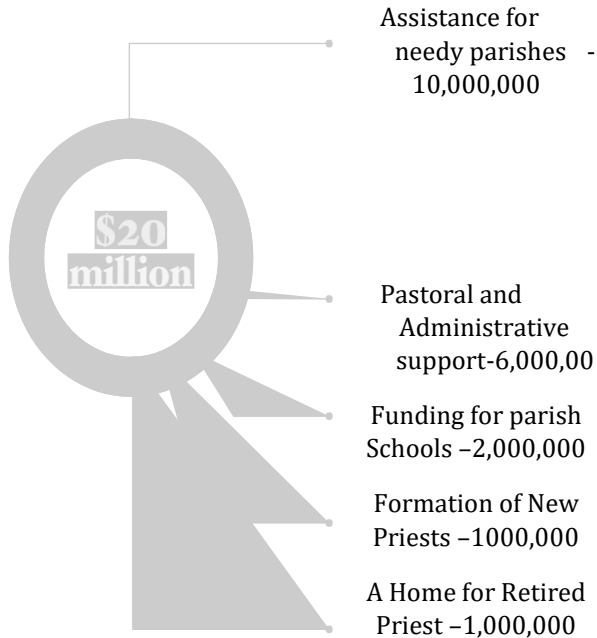 Assistance for
needy parishes -
10,000,000
$20
million
Pastoral and
Administrative
support-6,000,00
Funding for parish
Schools –2,000,000
Formation of New
Priests –1000,000
A Home for Retired
Priest –1,000,000